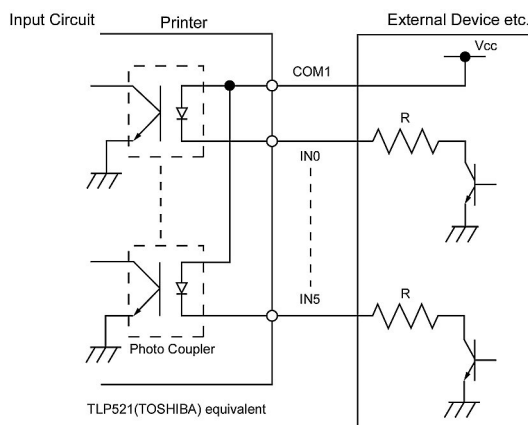 Input Circuit
Printer
External Device etc.
Vcc
COM1
R
IN0
IN5
R
Photo Coupler
TLP521(TOSHIBA) equivalent